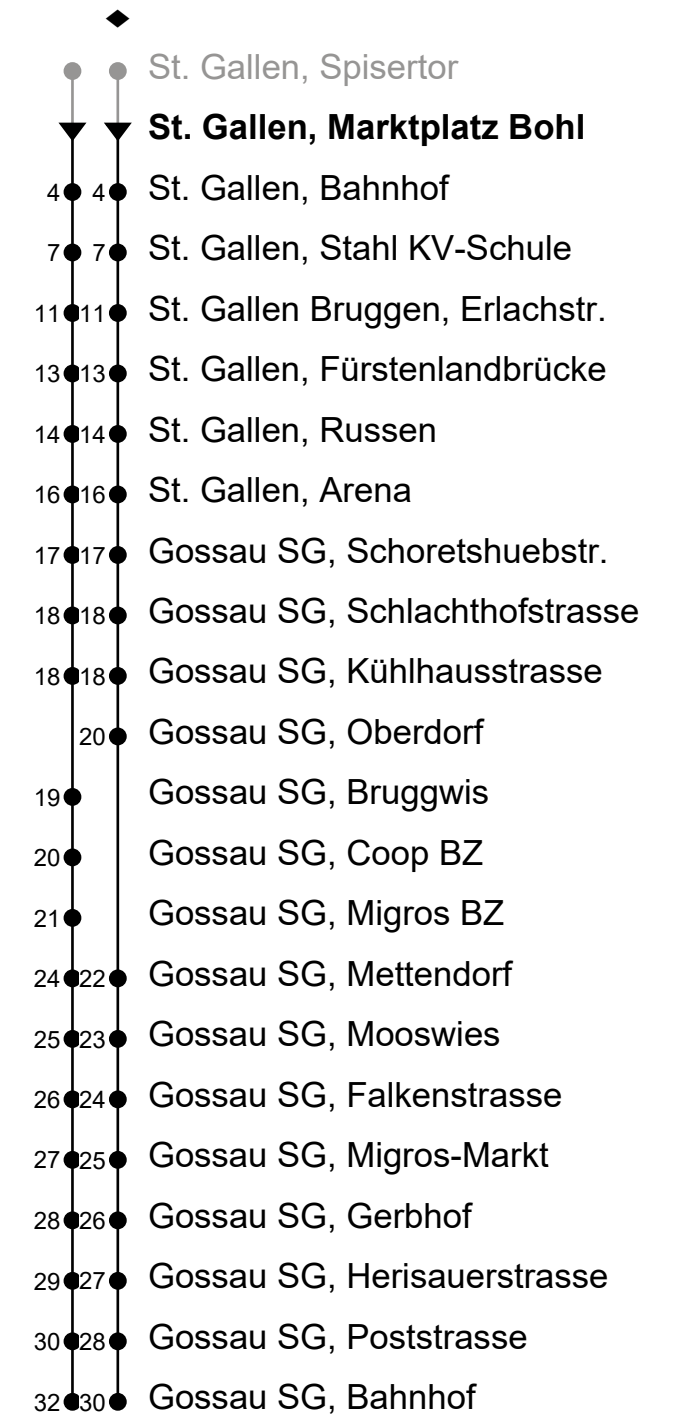 St. Gallen, Spisertor
St. Gallen, Marktplatz Bohl
4 4 St. Gallen, Bahnhof
7 7 St. Gallen, Stahl KV-Schule
11 11 St. Gallen Bruggen, Erlachstr.
13 13 St. Gallen, Fürstenlandbrücke
14 14 St. Gallen, Russen
16 16 St. Gallen, Arena
17 17 Gossau SG, Schoretshuebstr.
18 18 Gossau SG, Schlachthofstrasse
18 18 Gossau SG, Kühlhausstrasse
20 Gossau SG, Oberdorf
19 Gossau SG, Bruggwis
20 Gossau SG, Coop BZ
21 Gossau SG, Migros BZ
24 22 Gossau SG, Mettendorf
25 23 Gossau SG, Mooswies
26 24 Gossau SG, Falkenstrasse
27 25 Gossau SG, Migros-Markt
28 26 Gossau SG, Gerbhof
29 27 Gossau SG, Herisauerstrasse
30 28 Gossau SG, Poststrasse
32 30 Gossau SG, Bahnhof